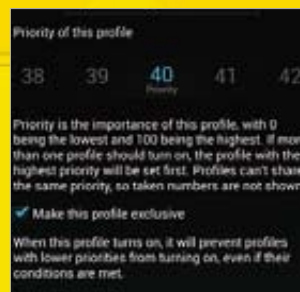 Priority of this profile
38 39 40 41 42
Priority
Priority is the importance of this profile, with 0
being the lowest and 100 being the highest. If mor
than one profile should turn on, the profile with the
highest priority will be set first. Profiles can't share
the same priority, so taken numbers are not shown
Make this profile exclusive
When this profile turns on, it will prevent profiles
with lower priorities from turning on, even if their
conditions are met.